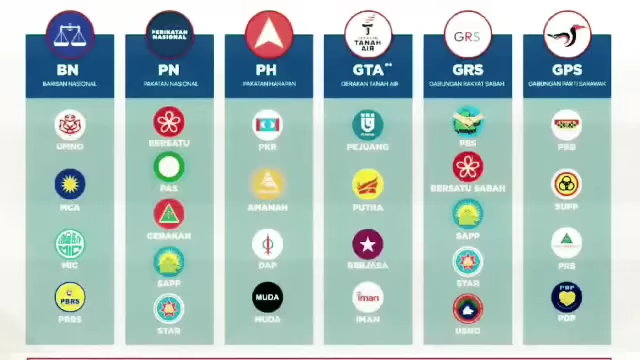 PERIKATAN
NASIONAL
TANAH
AIR
GRS
BN
BARISAN NASIONAL
PN
PAKATAN NASIONAL
PH
PAKATAN HARAPAN
GTA**
GERAKAN TANAH AIR
GRS
GABUNGAN RAKYAT SABAH
GPS
GABUNGAN PARTI SARAWAK
UMNO
MCA
MIC
PBRS
PBRS
BERSATU
PAS
GERAKAN
SAPP
STAR
PKR
AMANAH
DAP
MUDA
MUDA
PEJUANG
PUTRA
BERJASA
iman
IMAN
PBS
BERSATU SABAH
SAPP
STAR
USNO
PBB
SUPP
PRS
PDP
PDP